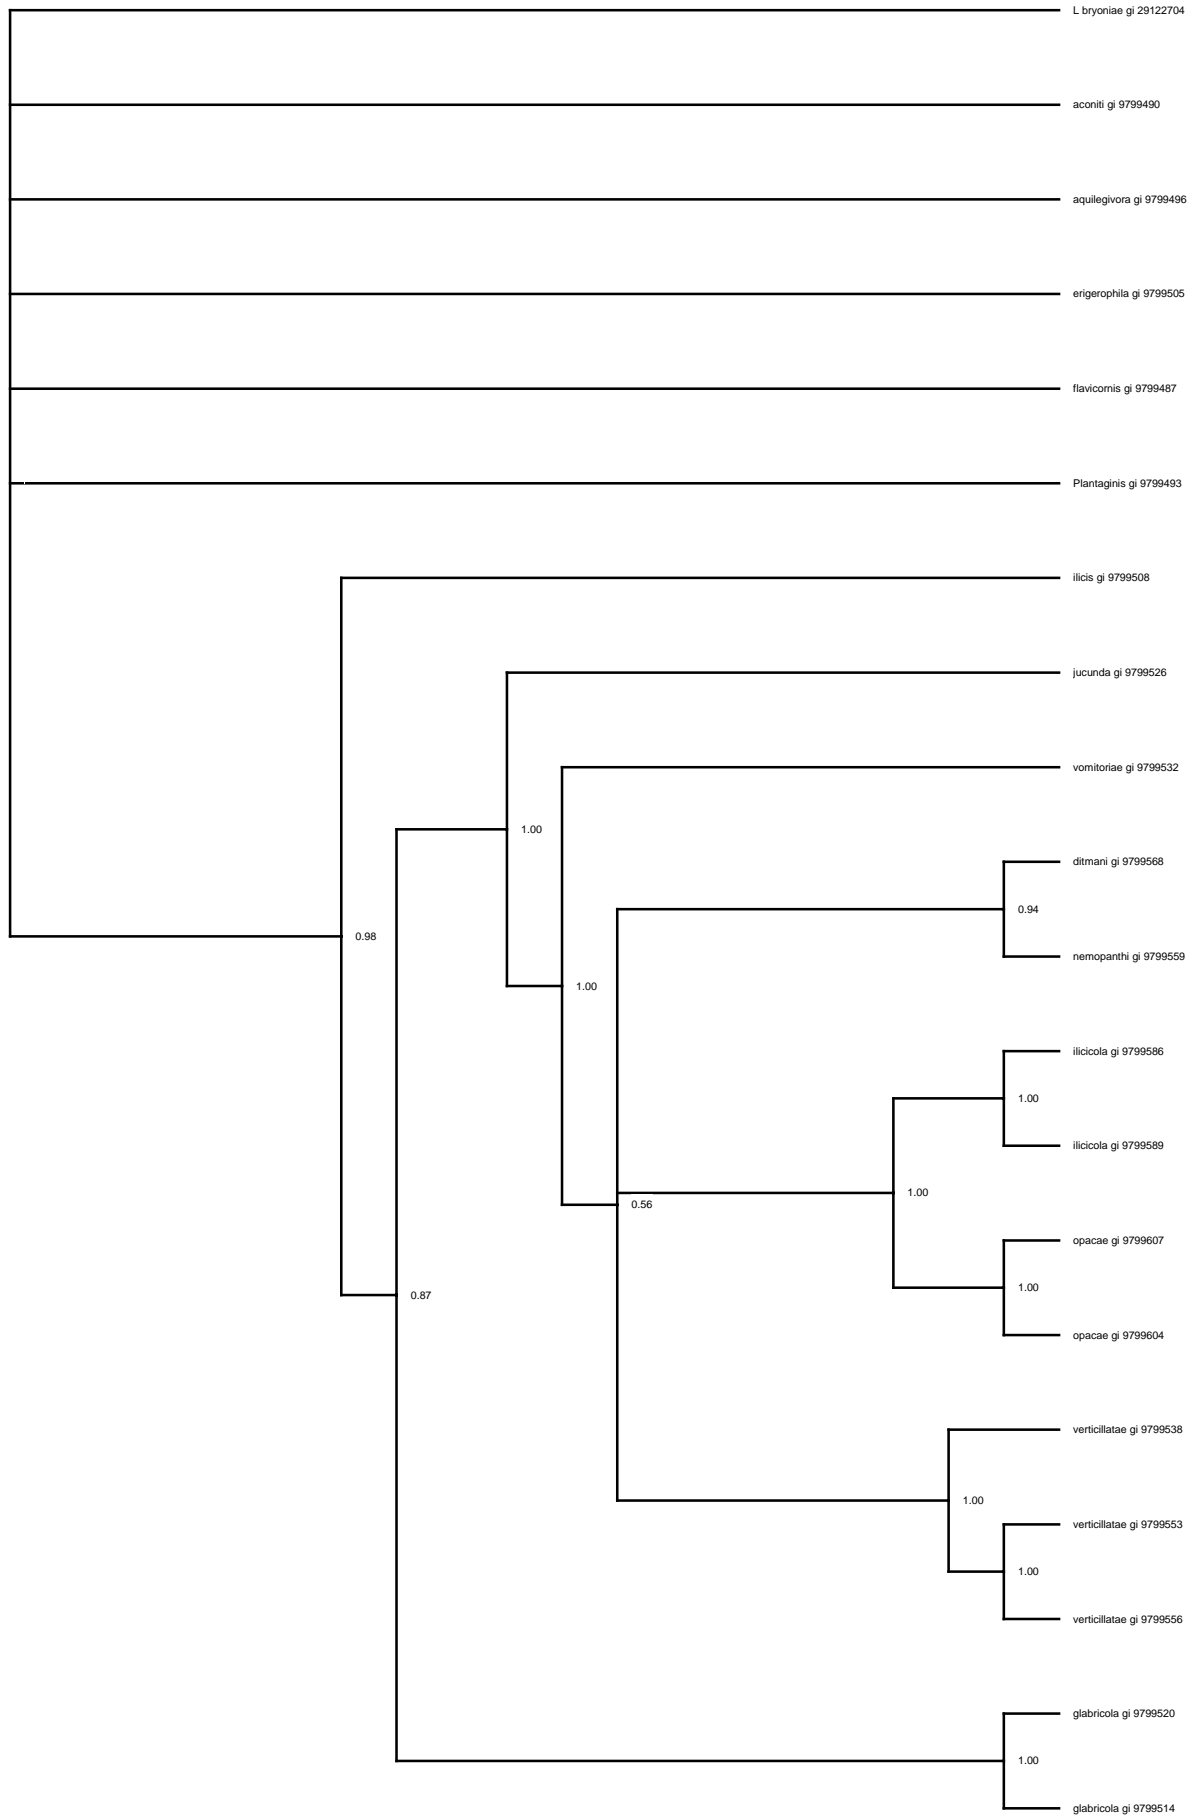 L bryoniae gi 29122704
aconiti gi 9799490
aquilegivora gi 9799496
erigerophila gi 9799505
flavicornis gi 9799487
Plantaginis gi 9799493
ilicis gi 9799508
jucunda gi 9799526
vomitoriae gi 9799532
1.00
ditmani gi 9799568
0.94
0.98
nemopanthi gi 9799559
1.00
ilicicola gi 9799586
1.00
ilicicola gi 9799589
1.00
0.56
opacae gi 9799607
1.00
0.87
opacae gi 9799604
verticillatae gi 9799538
1.00
verticillatae gi 9799553
1.00
verticillatae gi 9799556
glabricola gi 9799520
1.00
glabricola gi 9799514